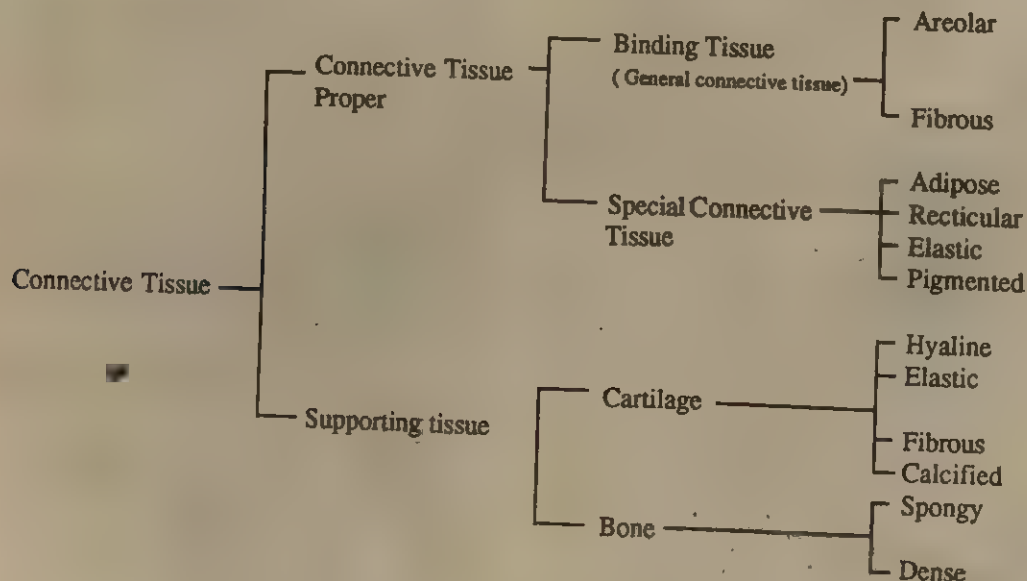 Areolar
Connective Tissue
Proper
Binding Tissue
( General connective tissue)
Fibrous
Special Connective
Tissue
Adipose
Recticular
Elastic
Pigmented
Connective Tissue
Supporting tissue
Cartilage
Hyaline
Elastic
Fibrous
Calcified
Bone
Spongy
Dense